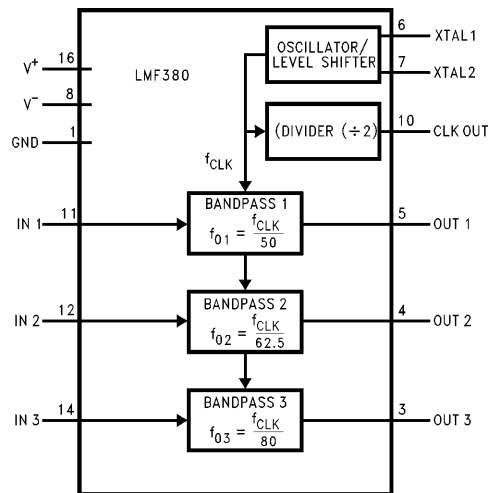 6 XTAL1
OSCILLATOR/
LEVEL SHIFTER
7 XTAL2
V+ 16
LMF380
V− 8
GND 1
(DIVIDER (÷2)
10 CLK OUT
fCLK
IN 1 11
BANDPASS 1
f01 = fCLK
50
5 OUT 1
IN 2 12
BANDPASS 2
f02 = fCLK
62.5
4 OUT 2
IN 3 14
BANDPASS 3
f03 = fCLK
80
3 OUT 3